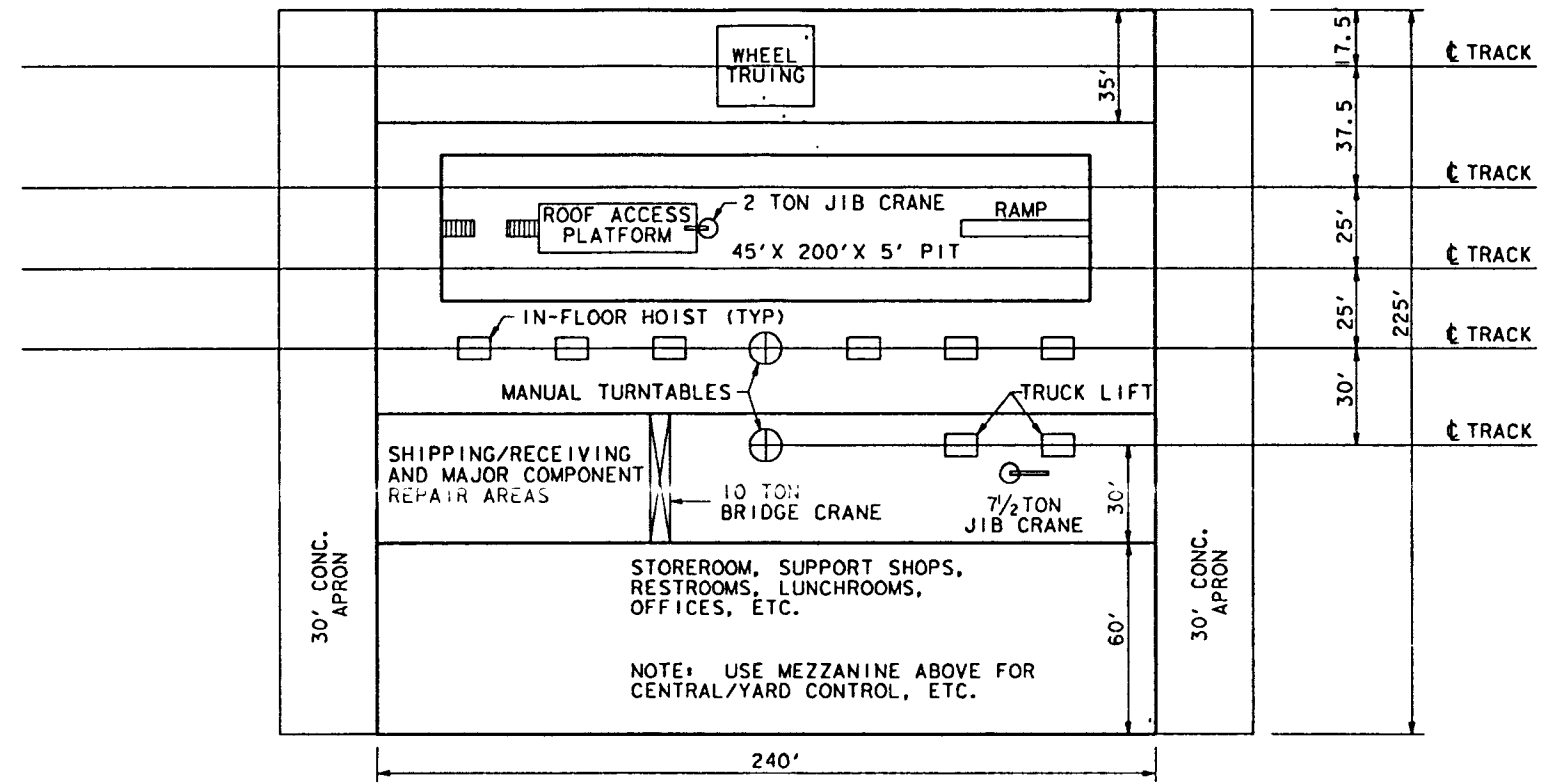 WHEEL
TRUING
35'
17.5
℄ TRACK
37.5
℄ TRACK
2 TON JIB CRANE
ROOF ACCESS
PLATFORM
RAMP
25'
45'X 200'X 5' PIT
℄ TRACK
225'
25'
IN-FLOOR HOIST (TYP)
℄ TRACK
MANUAL TURNTABLES
TRUCK LIFT
30'
℄ TRACK
SHIPPING/RECEIVING
AND MAJOR COMPONENT
REPAIR AREAS
10 TON
BRIDGE CRANE
7 1/2 TON
JIB CRANE
30'
30' CONC.
APRON
STOREROOM, SUPPORT SHOPS,
RESTROOMS, LUNCHROOMS,
OFFICES, ETC.
60'
30' CONC.
APRON
NOTE: USE MEZZANINE ABOVE FOR
CENTRAL/YARD CONTROL, ETC.
240'